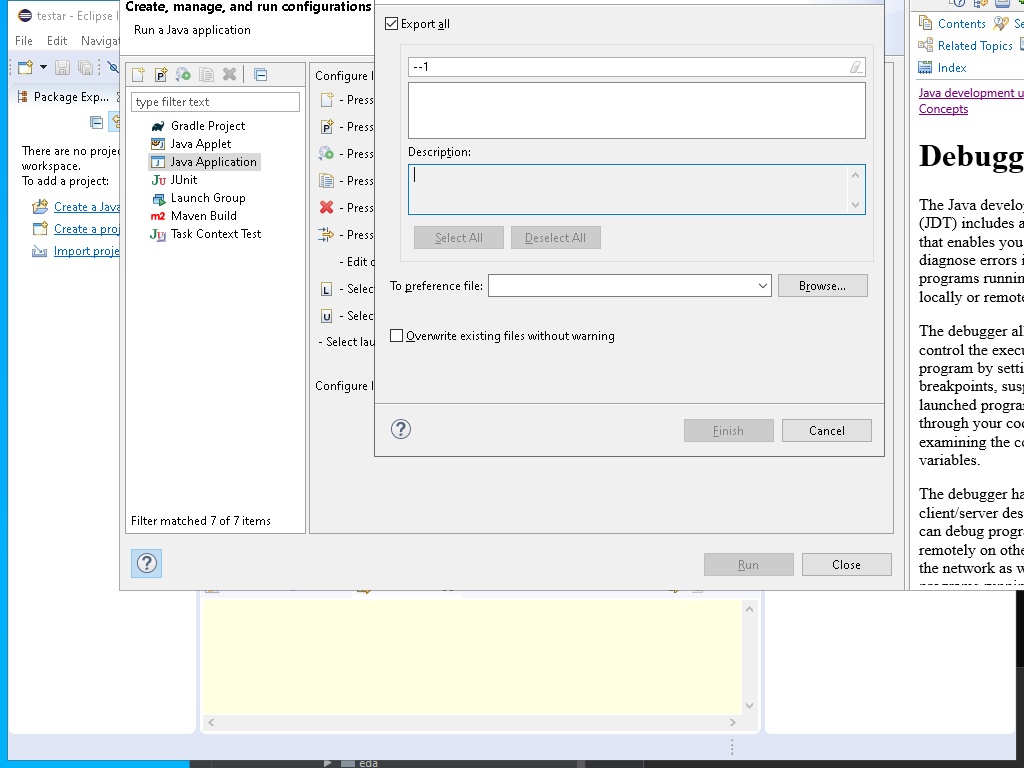 testar - Eclipse I
File Edit Navigat
Package Exp...
There are no projec
workspace.
To add a project:
Create a Java
Create a proj
Import proje
Create, manage, and run configurations
Run a Java application
type filter text
Gradle Project
Java Applet
Java Application
JUnit
Launch Group
Maven Build
Task Context Test
Filter matched 7 of 7 items
Configure l
- Press
- Press
- Press
- Press
- Press
- Press
- Edit o
- Selec
- Selec
- Select lau
Configure l
Run
Close
Export all
--1
Description:
Select All
Deselect All
To preference file:
Browse...
Overwrite existing files without warning
Finish
Cancel
Contents
Se
Related Topics
Index
Java development u
Concepts
Debugg
The Java develop
(JDT) includes a
that enables you
diagnose errors i
programs runnin
locally or remote
The debugger all
control the execu
program by setti
breakpoints, susp
launched program
through your coo
examining the co
variables.
The debugger ha
client/server des
can debug progra
remotely on othe
the network as w
eda